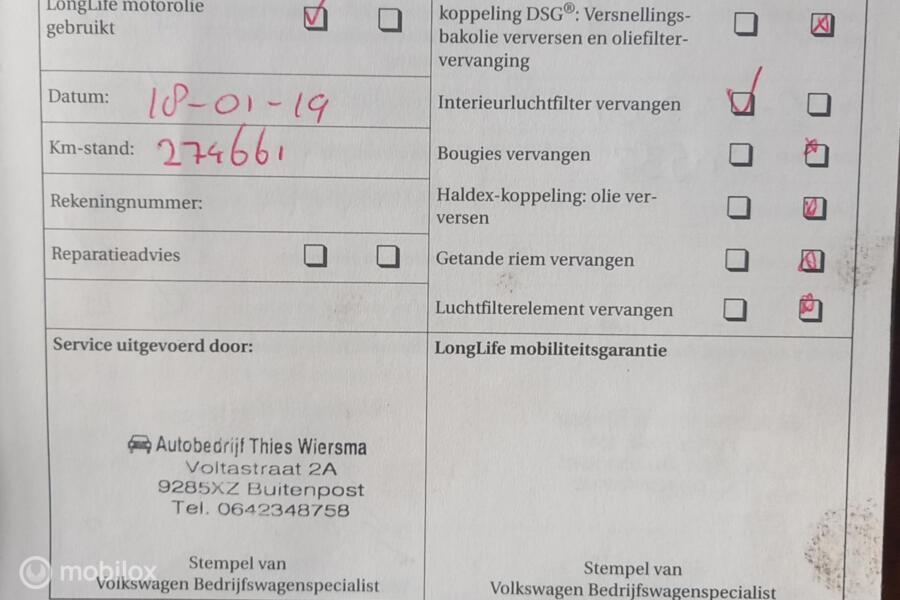 LongLife motorolie
gebruikt
Datum: 18-01-19
Km-stand: 274661
Rekeningnummer:
Reparatieadvies
koppeling DSG®: Versnellings-
bakolie verversen en oliefilter-
vervanging
Interieurluchtfilter vervangen
Bougies vervangen
Haldex-koppeling: olie ver-
versen
Getande riem vervangen
Luchtfilterelement vervangen
Service uitgevoerd door:
Autobedrijf Thies Wiersma
Voltastraat 2A
9285XZ Buitenpost
Tel. 0642348758
Stempel van
Volkswagen Bedrijfswagenspecialist
LongLife mobiliteitsgarantie
Stempel van
Volkswagen Bedrijfswagenspecialist
mobilox